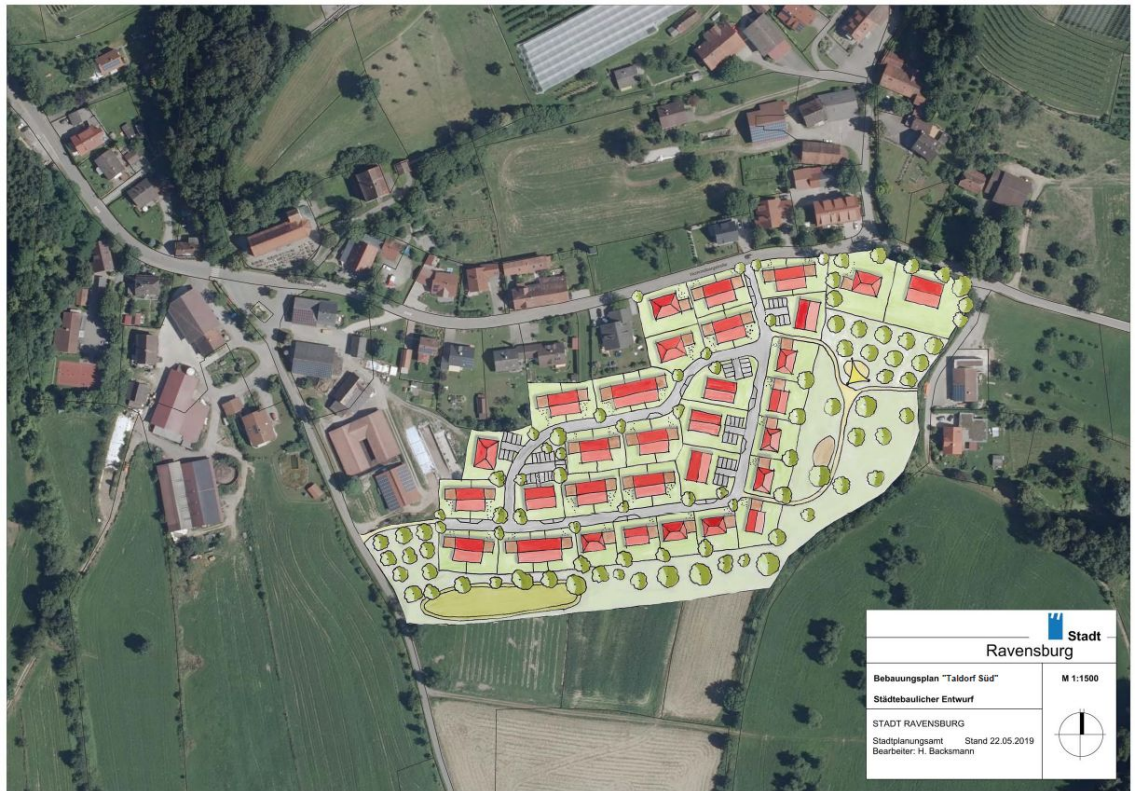 Stadt
Ravensburg
Bebauungsplan "Taldorf Süd"
M 1:1500
Städtebaulicher Entwurf
STADT RAVENSBURG
Stadtplanungsamt Stand 22.05.2019
Bearbeiter: H. Backsmann